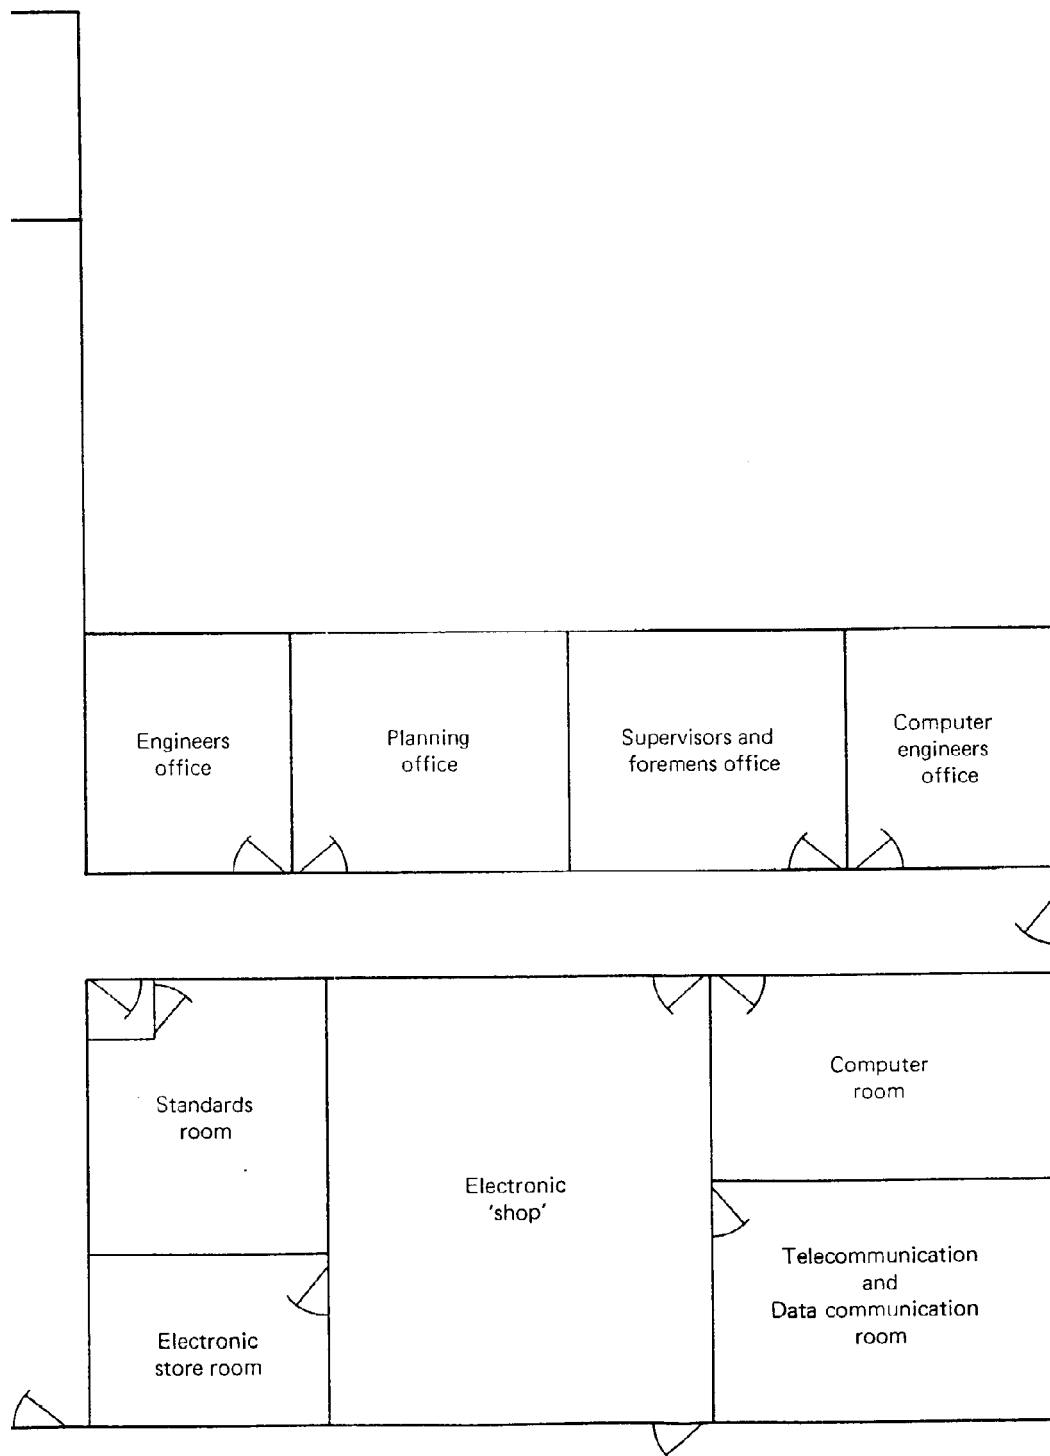 Engineers
office
Planning
office
Supervisors and
foremens office
Computer
engineers
office
Standards
room
Electronic
'shop'
Computer
room
Telecommunication
and
Data communication
room
Electronic
store room